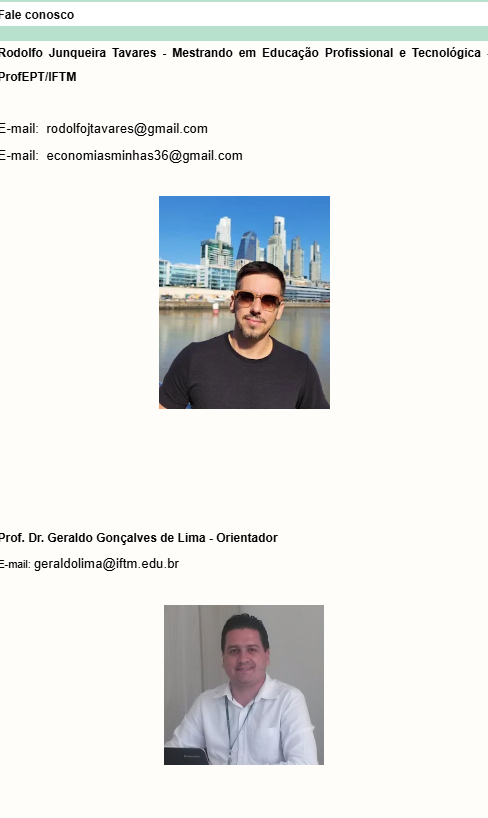 Fale conosco
Rodolfo Junqueira Tavares - Mestrando em Educação Profissional e Tecnológica -
ProfEPT/IFTM
E-mail: rodolfojtavares@gmail.com
E-mail: economiasminhas36@gmail.com
Prof. Dr. Geraldo Gonçalves de Lima - Orientador
E-mail: geraldolima@iftm.edu.br